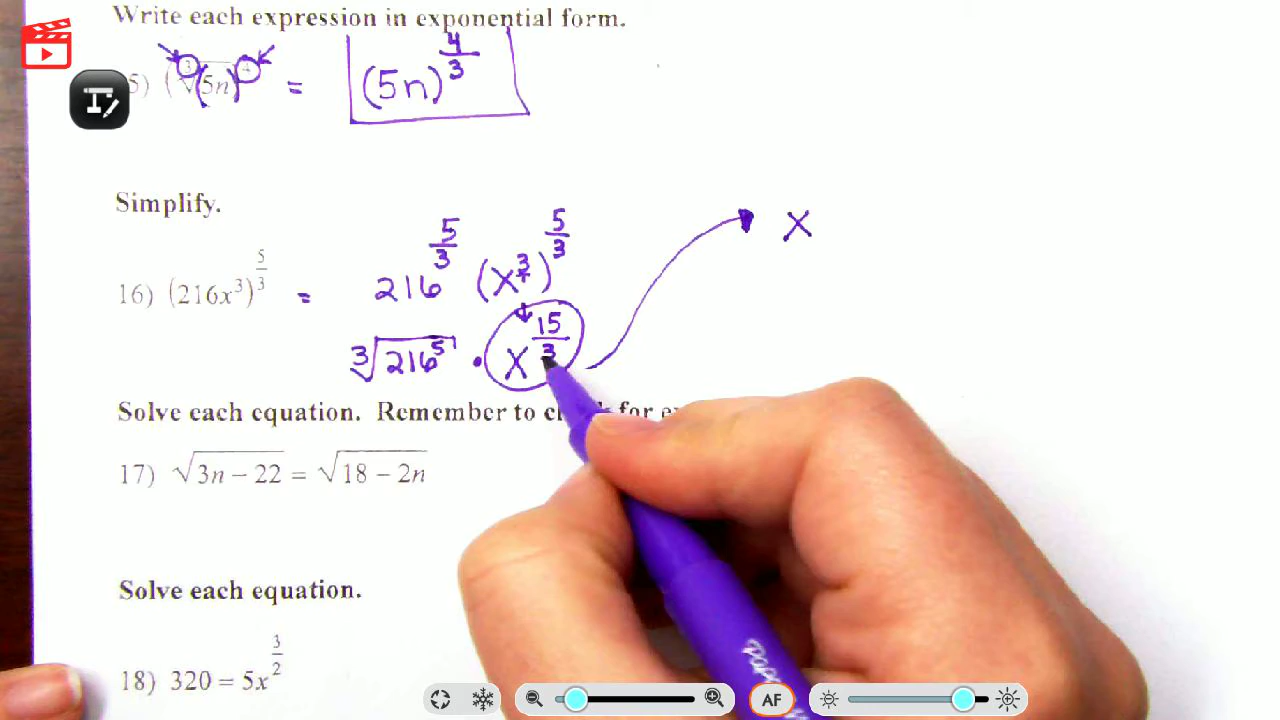 Write each expression in exponential form.
5) (∛(5n))⁴ = (5n)^(4/3)
Simplify.
16) (216x³)^(5/3) = 216^(5/3) (x³)^(5/3)
∛(216⁵) · x^(15/3) x
Solve each equation. Remember to for
17) √(3n − 22) = √(18 − 2n)
Solve each equation.
18) 320 = 5x^(3/2)
AF